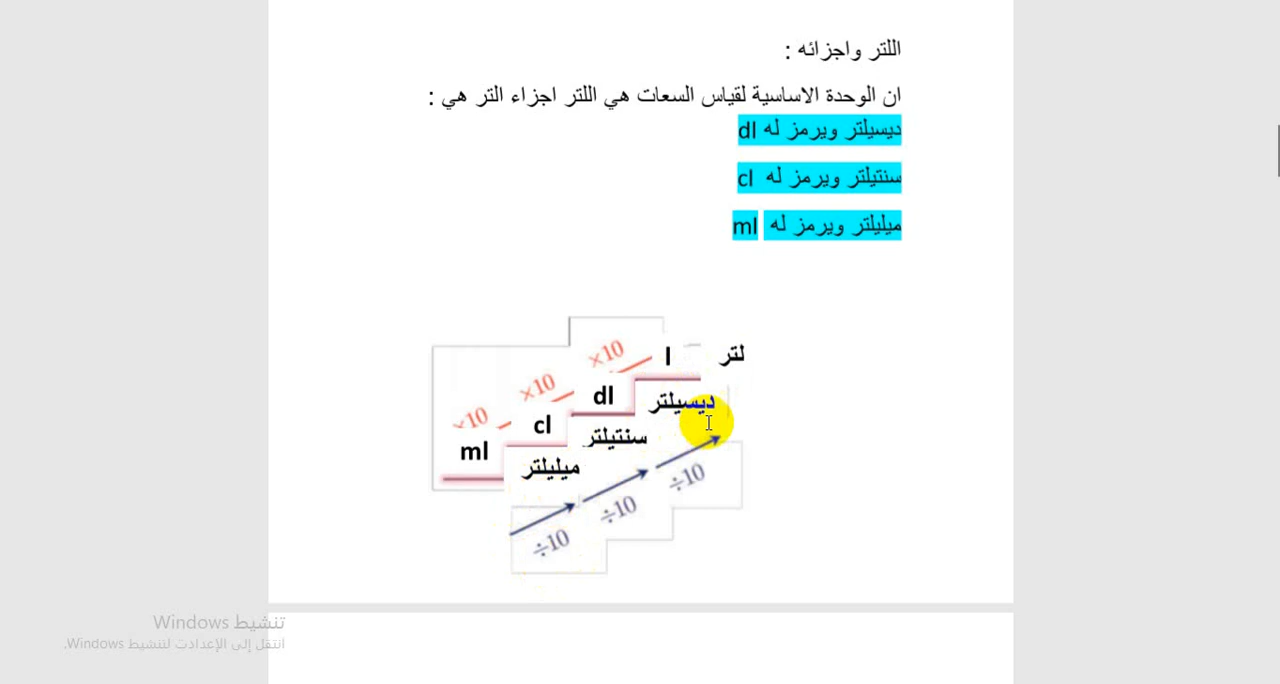 اللتر واجزائه :
ان الوحدة الاساسية لقياس السعات هي اللتر اجزاء التر هي :
ديسيلتر ويرمز له dl
سنتيلتر ويرمز له cl
ميليلتر ويرمز له ml
لتر
l
×10
ديسيلتر
dl
×10
سنتيلتر
cl
×10
ميليلتر
ml
÷10
÷10
÷10
تنشيط Windows
انتقل إلى الإعدادت لتنشيط Windows.